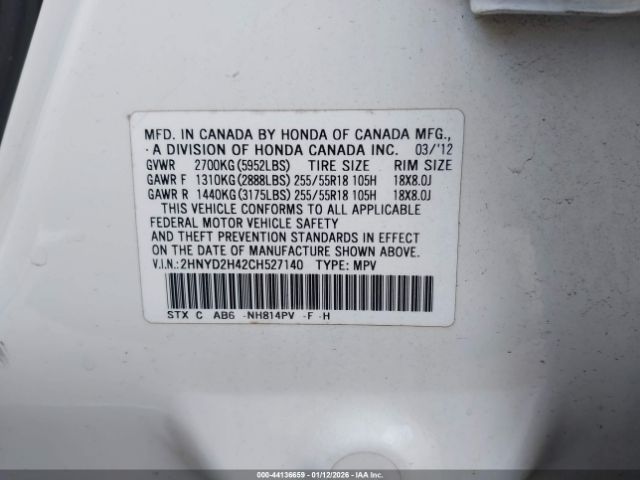 MFD. IN CANADA BY HONDA OF CANADA MFG.,
A DIVISION OF HONDA CANADA INC. 03/'12
GVWR 2700KG(5952LBS) TIRE SIZE RIM SIZE
GAWR F 1310KG(2888LBS) 255/55R18 105H 18X8.0J
GAWR R 1440KG(3175LBS) 255/55R18 105H 18X8.0J
THIS VEHICLE CONFORMS TO ALL APPLICABLE
FEDERAL MOTOR VEHICLE SAFETY
AND THEFT PREVENTION STANDARDS IN EFFECT
ON THE DATE OF MANUFACTURE SHOWN ABOVE.
V.I.N.:2HNYD2H42CH527140 TYPE: MPV
STX C AB6 -NH814PV -F -H
000-44136659 - 01/12/2026 - IAA Inc.